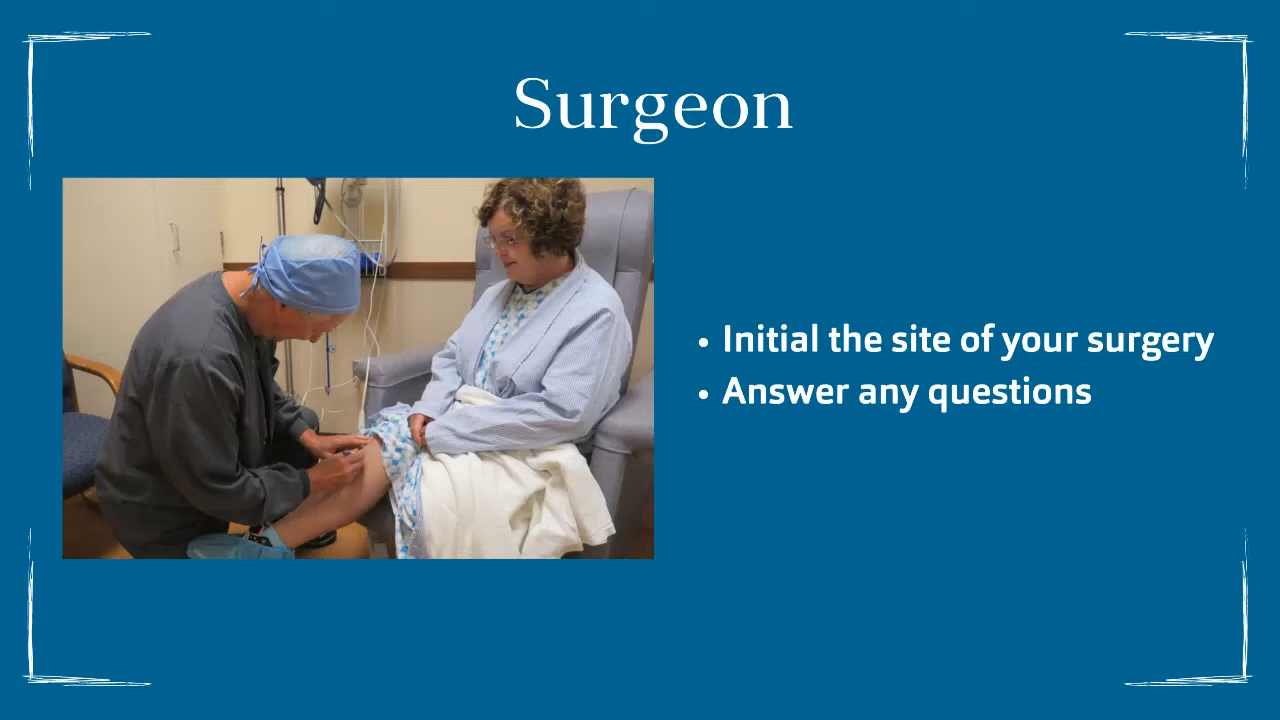 Surgeon
• Initial the site of your surgery
• Answer any questions